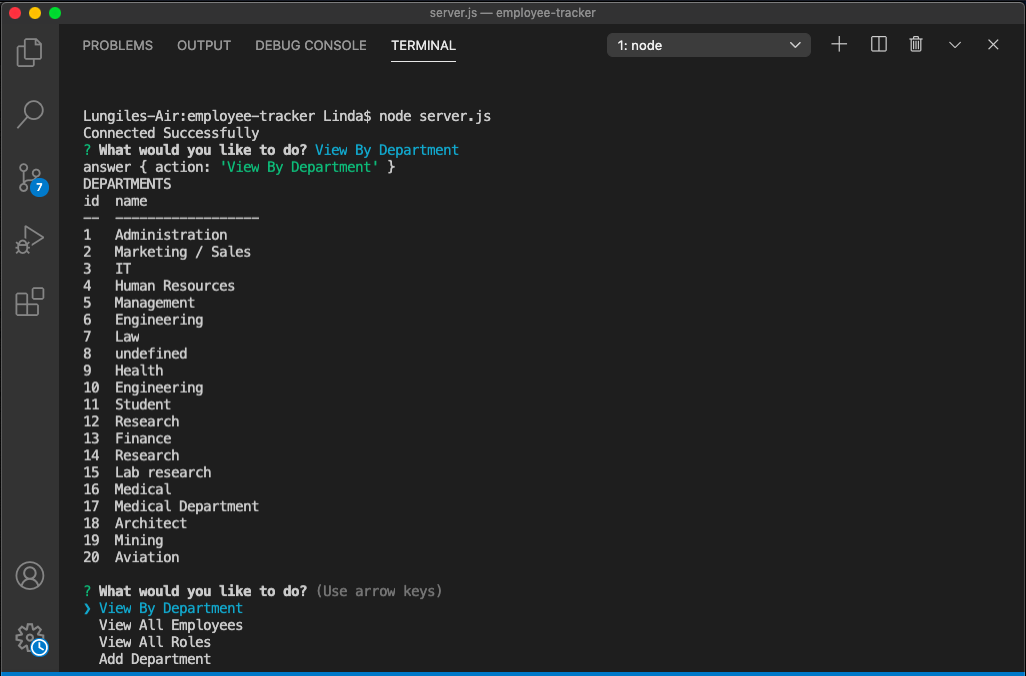 server.js — employee-tracker
PROBLEMS OUTPUT DEBUG CONSOLE TERMINAL 1: node
Lungiles-Air:employee-tracker Linda$ node server.js
Connected Successfully
? What would you like to do? View By Department
answer { action: 'View By Department' }
DEPARTMENTS
id name
-- ------------------
1 Administration
2 Marketing / Sales
3 IT
4 Human Resources
5 Management
6 Engineering
7 Law
8 undefined
9 Health
10 Engineering
11 Student
12 Research
13 Finance
14 Research
15 Lab research
16 Medical
17 Medical Department
18 Architect
19 Mining
20 Aviation
? What would you like to do? (Use arrow keys)
❯ View By Department
View All Employees
View All Roles
Add Department
7